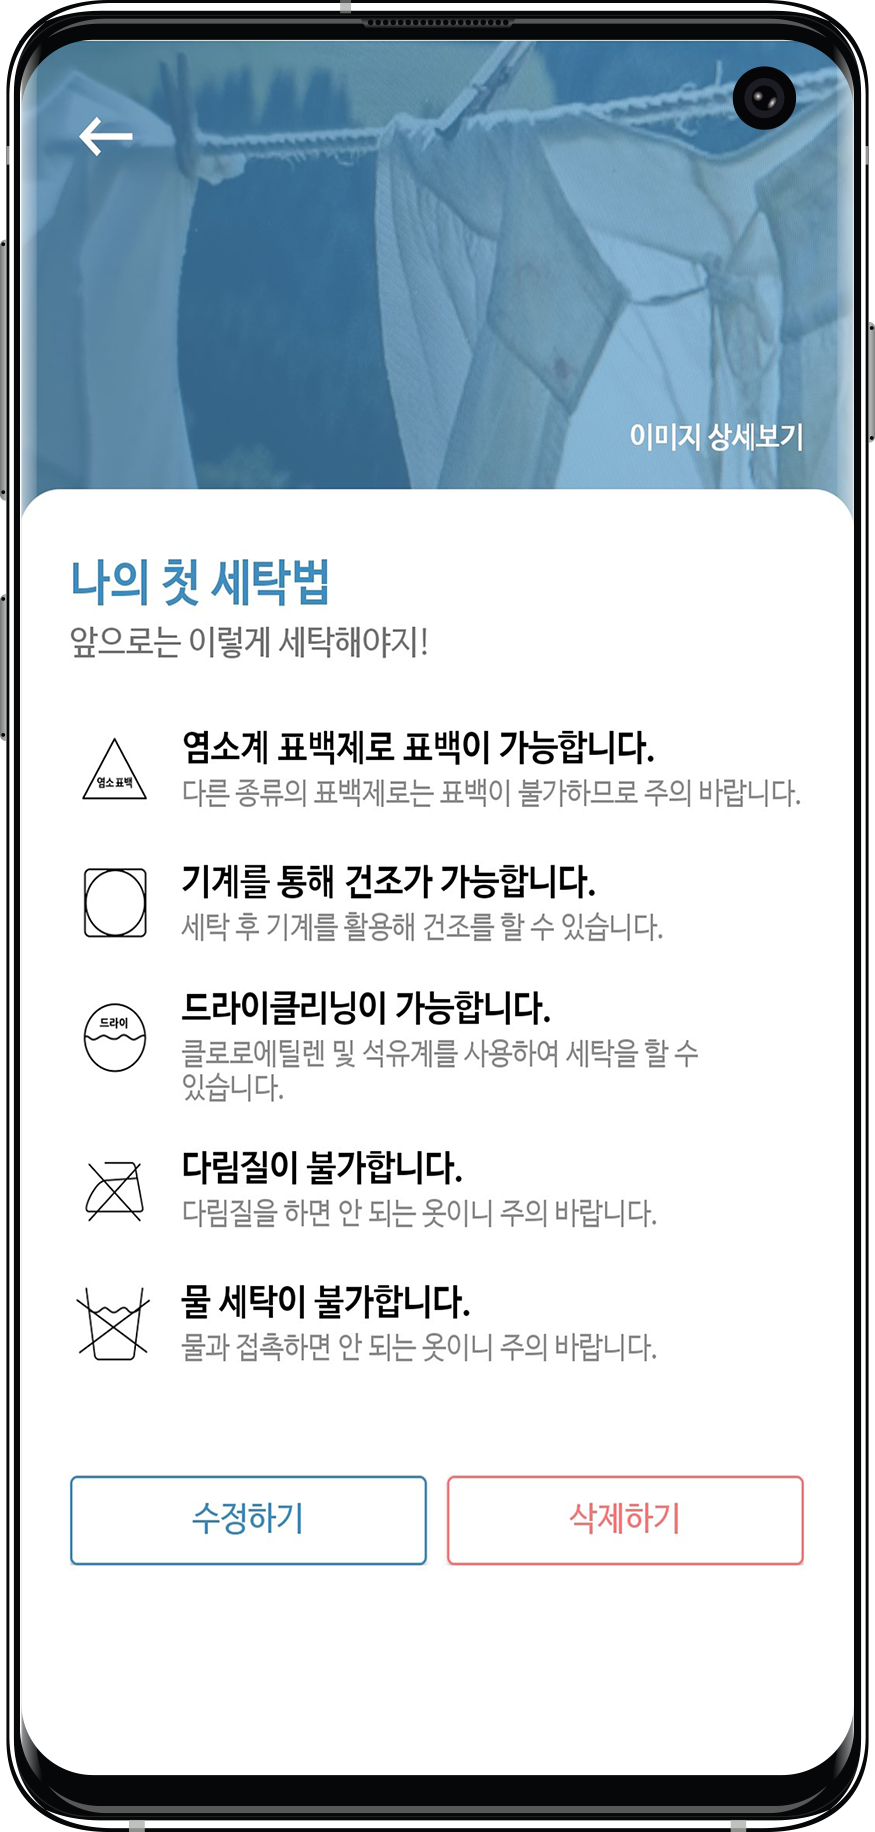 이미지 상세보기
나의 첫 세탁법
앞으로는 이렇게 세탁해야지!
염소 표백
염소계 표백제로 표백이 가능합니다.
다른 종류의 표백제로는 표백이 불가하므로 주의 바랍니다.
기계를 통해 건조가 가능합니다.
세탁 후 기계를 활용해 건조를 할 수 있습니다.
드라이
드라이클리닝이 가능합니다.
클로로에틸렌 및 석유계를 사용하여 세탁을 할 수
있습니다.
다림질이 불가합니다.
다림질을 하면 안 되는 옷이니 주의 바랍니다.
물 세탁이 불가합니다.
물과 접촉하면 안 되는 옷이니 주의 바랍니다.
수정하기
삭제하기